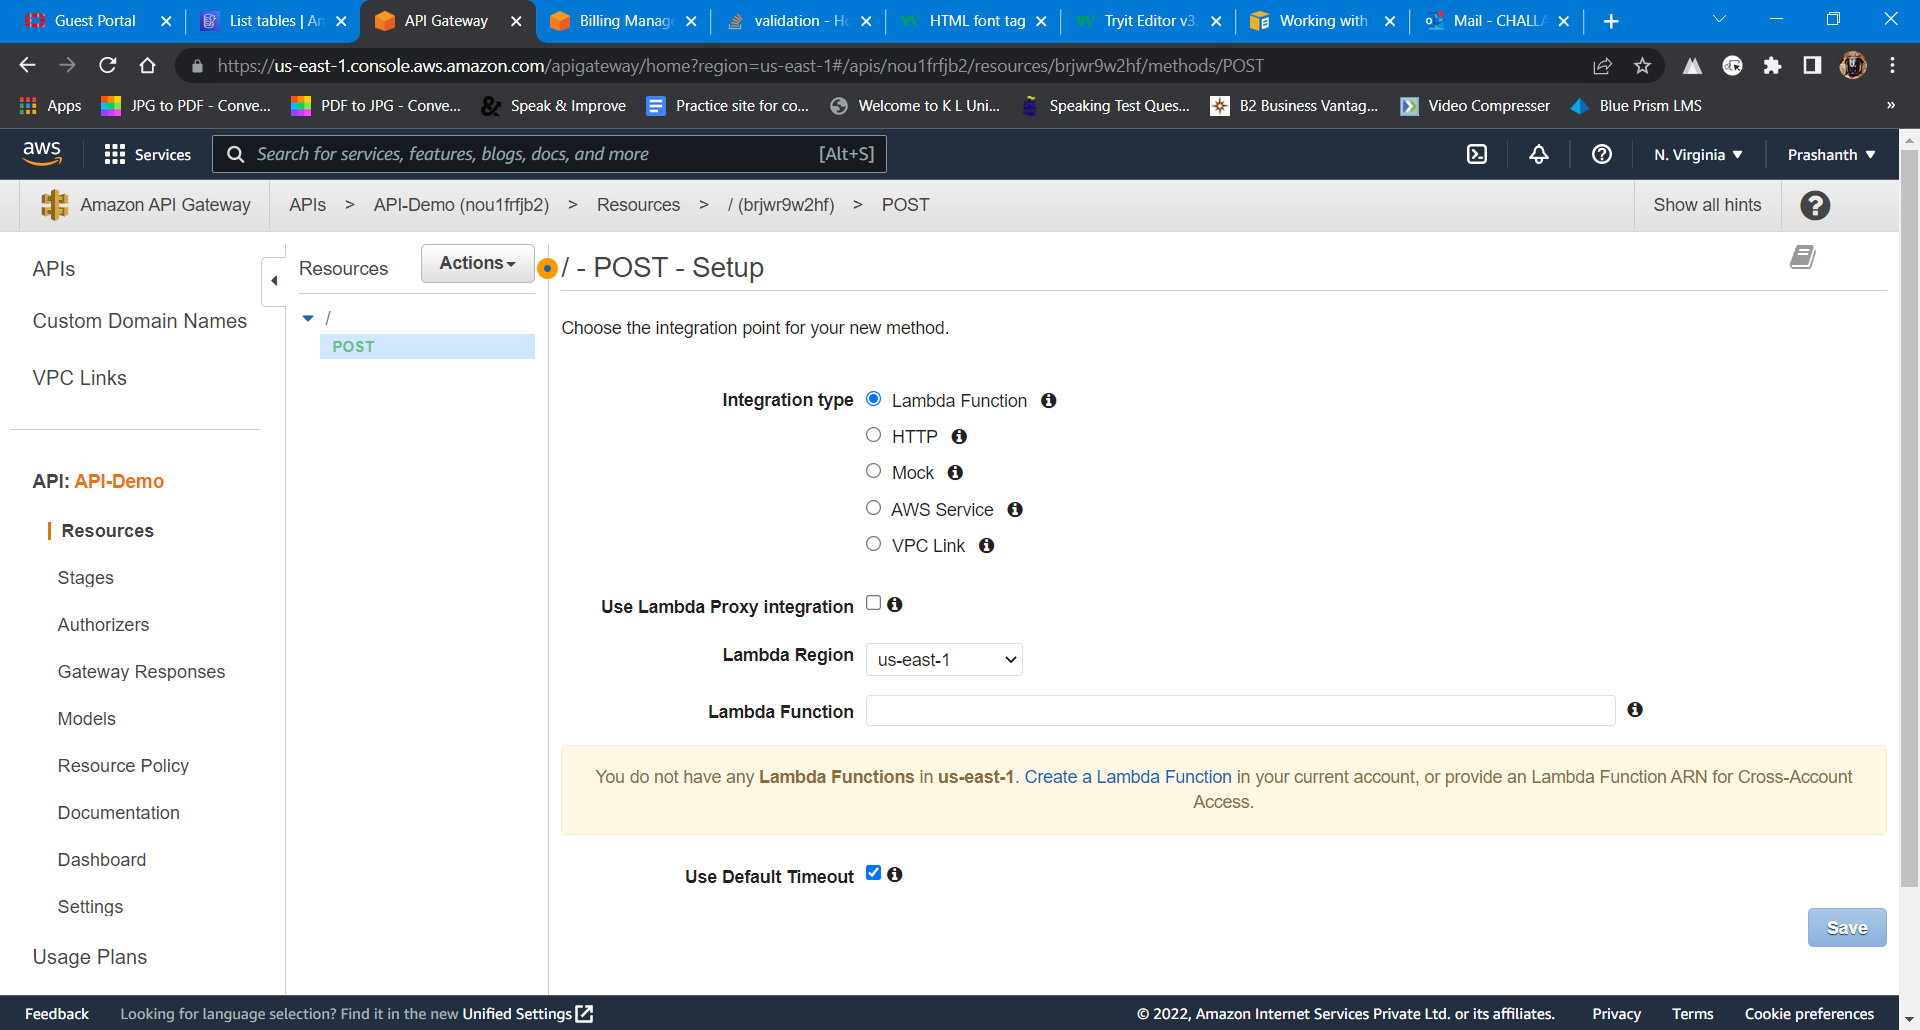 Guest Portal
List tables | Am
API Gateway
Billing Manage
validation - Ho
HTML font tag
Tryit Editor v3.
Working with
Mail - CHALLA
https://us-east-1.console.aws.amazon.com/apigateway/home?region=us-east-1#/apis/nou1frfjb2/resources/brjwr9w2hf/methods/POST
Apps
JPG to PDF - Conve...
PDF to JPG - Conve...
Speak & Improve
Practice site for co...
Welcome to K L Uni...
Speaking Test Ques...
B2 Business Vantag...
Video Compresser
Blue Prism LMS
»
aws
Services
Search for services, features, blogs, docs, and more
[Alt+S]
N. Virginia ▼
Prashanth ▼
Amazon API Gateway
APIs > API-Demo (nou1frfjb2) > Resources > / (brjwr9w2hf) > POST
Show all hints
?
APIs
Custom Domain Names
VPC Links
API: API-Demo
Resources
Stages
Authorizers
Gateway Responses
Models
Resource Policy
Documentation
Dashboard
Settings
Usage Plans
Resources
Actions
/
POST
/ - POST - Setup
Choose the integration point for your new method.
Integration type
Lambda Function
HTTP
Mock
AWS Service
VPC Link
Use Lambda Proxy integration
Lambda Region
us-east-1
Lambda Function
You do not have any Lambda Functions in us-east-1. Create a Lambda Function in your current account, or provide an Lambda Function ARN for Cross-Account
Access.
Use Default Timeout
Save
Feedback
Looking for language selection? Find it in the new Unified Settings
© 2022, Amazon Internet Services Private Ltd. or its affiliates.
Privacy
Terms
Cookie preferences